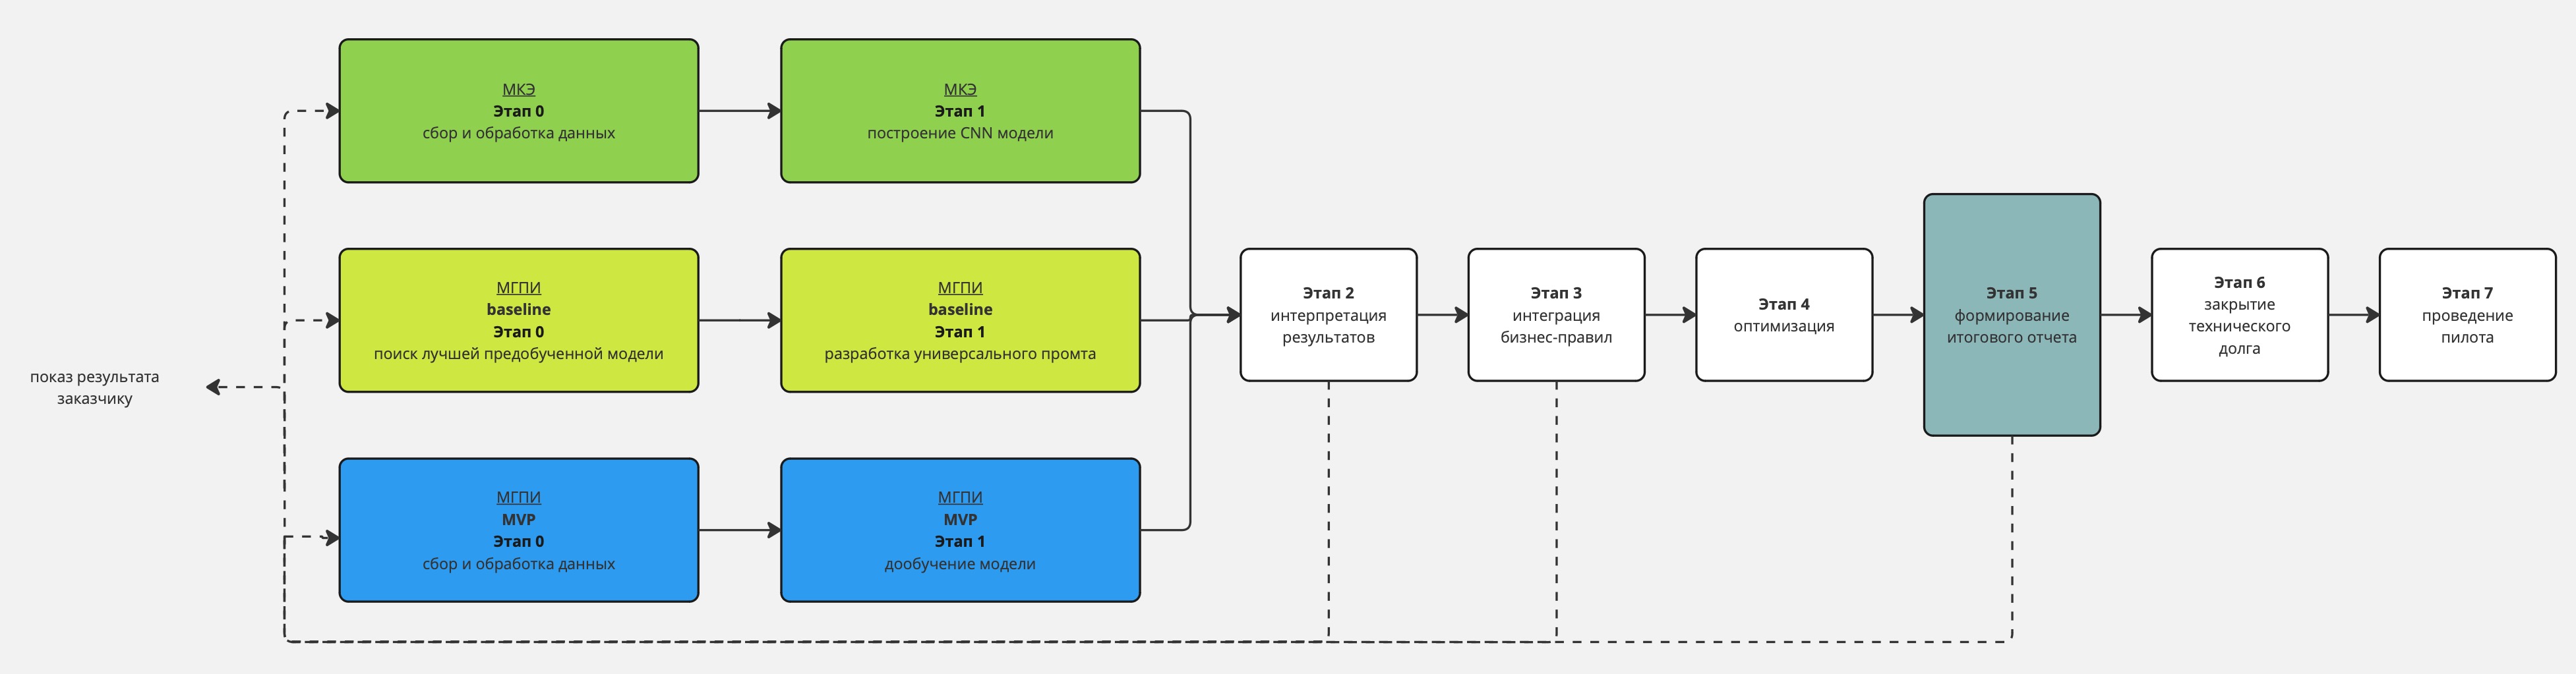 МКЭ
Этап 0
сбор и обработка данных
МКЭ
Этап 1
построение CNN модели
МГПИ
baseline
Этап 0
поиск лучшей предобученной модели
МГПИ
baseline
Этап 1
разработка универсального промта
показ результата
заказчику
МГПИ
MVP
Этап 0
сбор и обработка данных
МГПИ
MVP
Этап 1
дообучение модели
Этап 2
интерпретация
результатов
Этап 3
интеграция
бизнес-правил
Этап 4
оптимизация
Этап 5
формирование
итогового отчета
Этап 6
закрытие
технического
долга
Этап 7
проведение
пилота